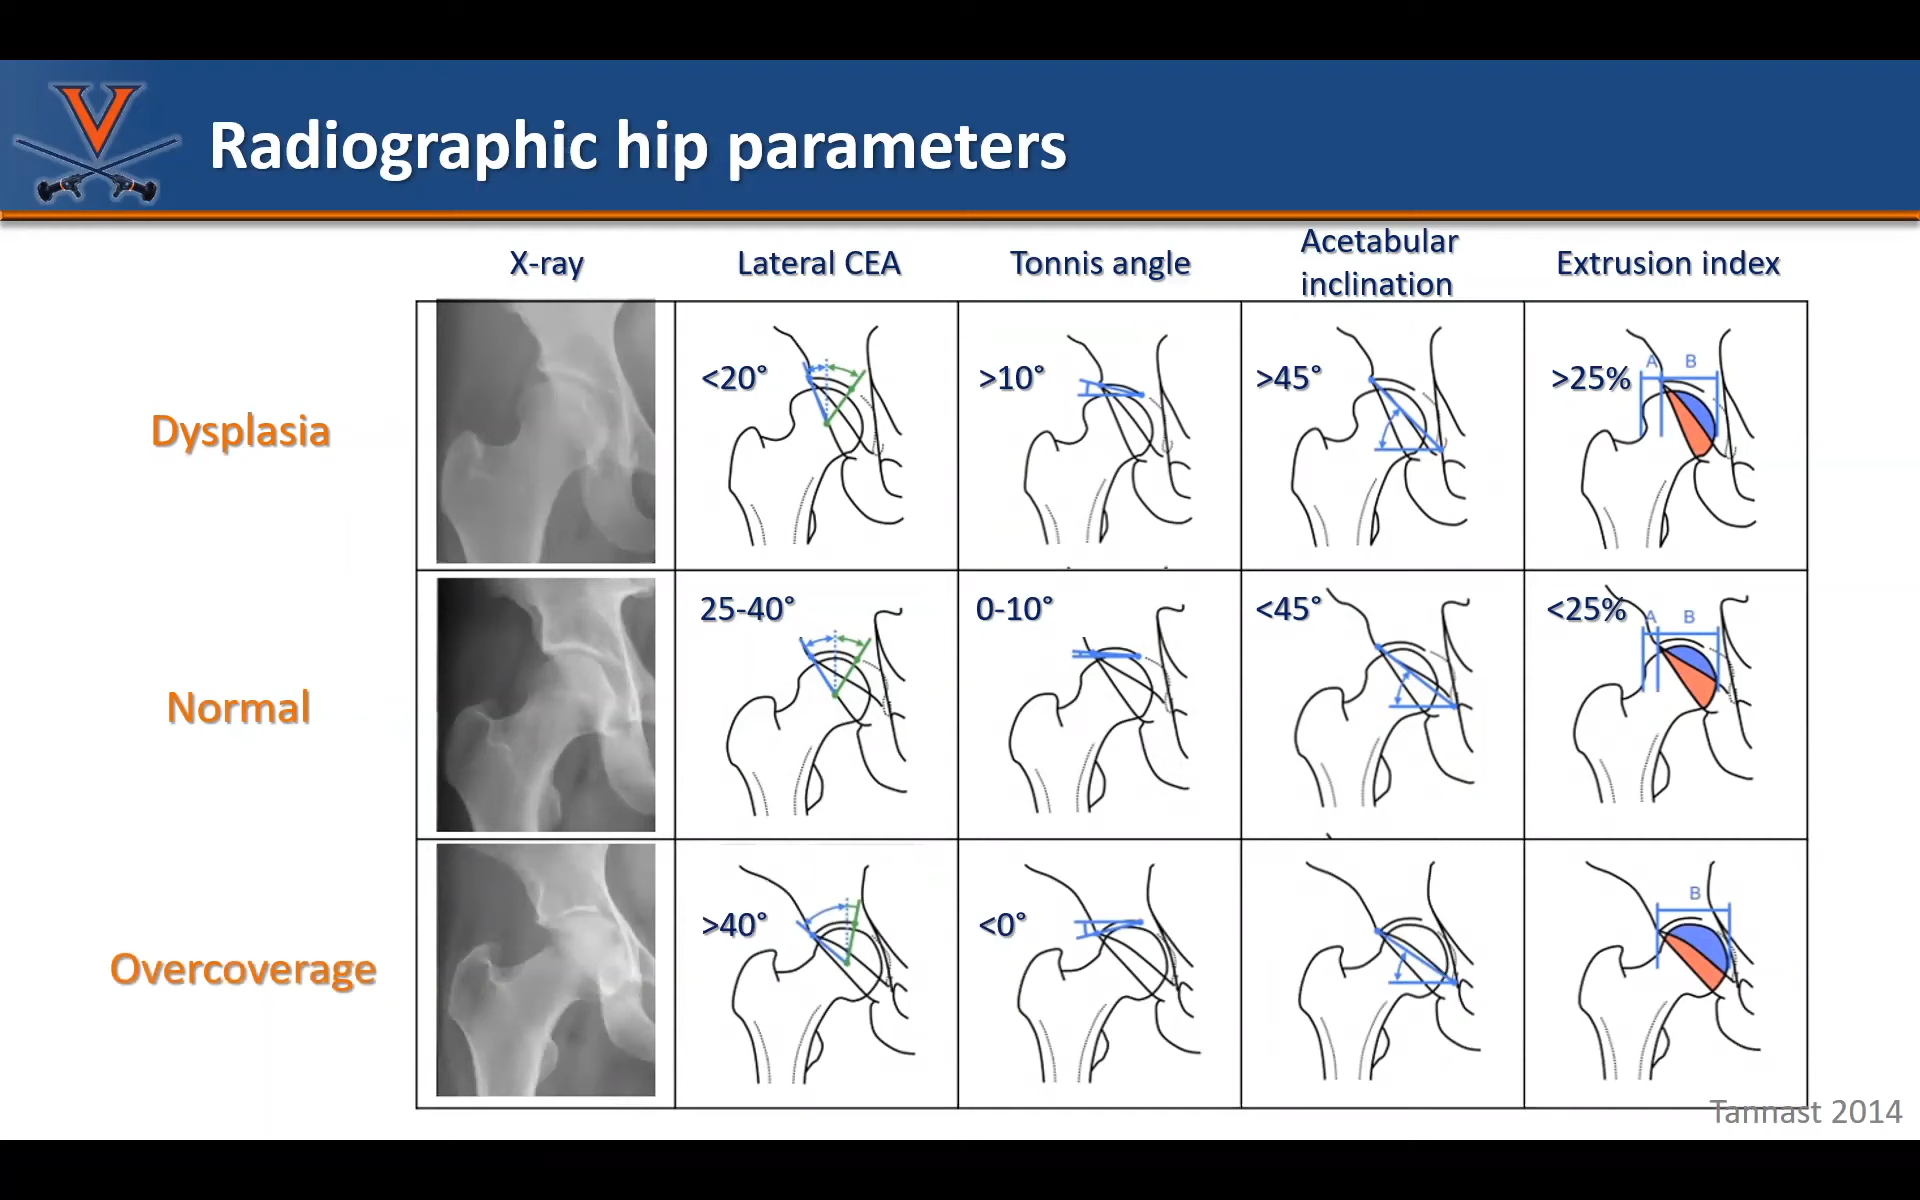 Radiographic hip parameters
X-ray
Lateral CEA
Tonnis angle
Acetabular
inclination
Extrusion index
Dysplasia
<20°
>10°
>45°
>25%
A
B
Normal
25-40°
0-10°
<45°
<25%
A
B
Overcoverage
>40°
<0°
B
Tannast 2014